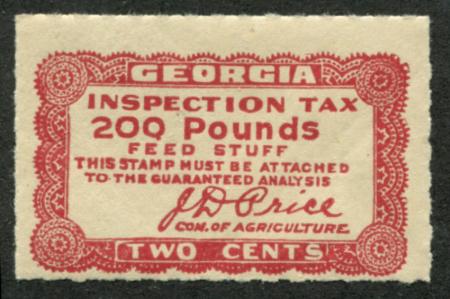 GEORGIA
INSPECTION TAX
200 Pounds
FEED STUFF
THIS STAMP MUST BE ATTACHED
TO THE GUARANTEED ANALYSIS
J D Price
COM. OF AGRICULTURE.
TWO CENTS